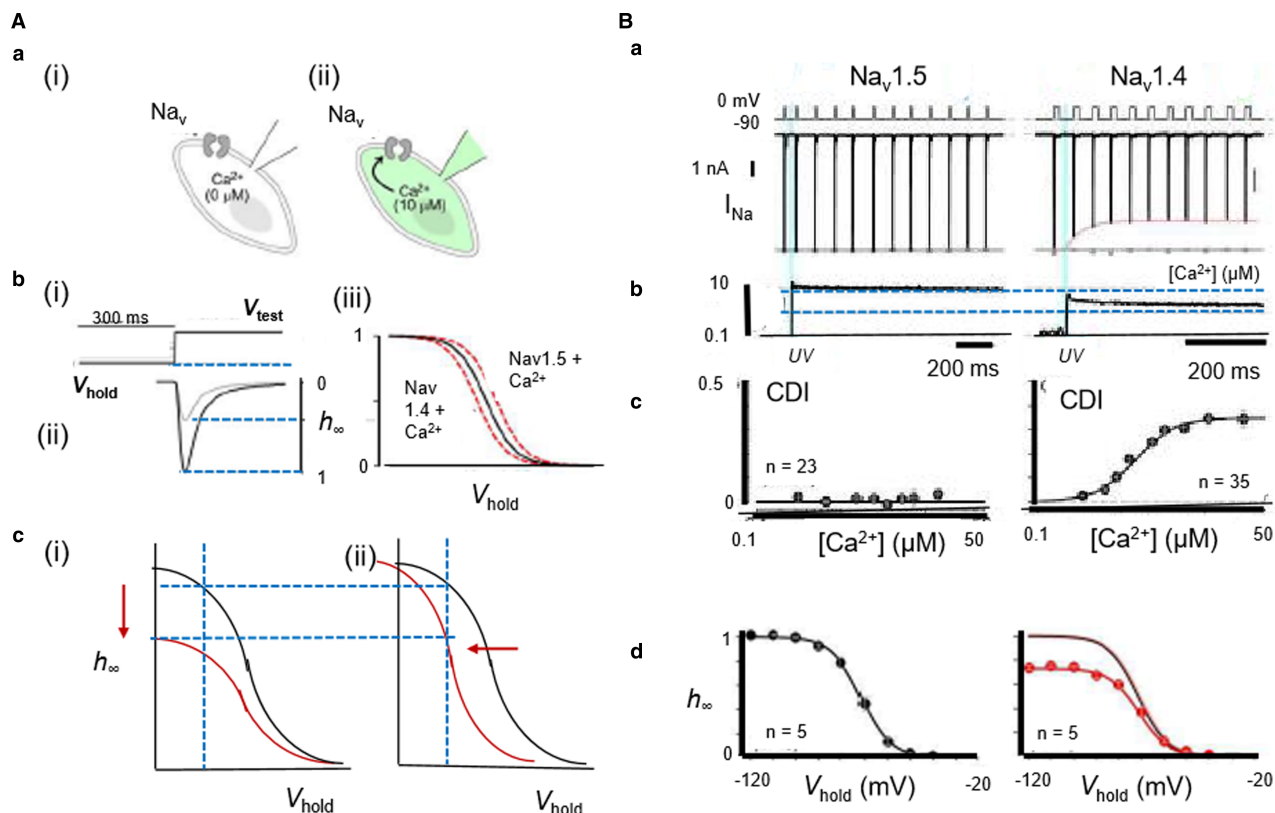 A
a
(i)
(ii)
Nav
Nav
Ca2+
(0 μM)
Ca2+
(10 μM)
b
(i)
300 ms
Vtest
Vhold
(ii)
0
h∞
1
(iii)
1
Nav1.5 +
Ca2+
Nav
1.4 +
Ca2+
0
Vhold
c
(i)
(ii)
h∞
Vhold
Vhold
B
a
Nav1.5
Nav1.4
0 mV
-90
1 nA
INa
b
[Ca2+] (μM)
10
0.1
UV
200 ms
UV
200 ms
c
0.5
CDI
n = 23
0
0.1
[Ca2+] (μM)
50
CDI
n = 35
0.1
[Ca2+] (μM)
50
d
1
h∞
n = 5
0
-120
Vhold (mV)
-20
n = 5
-120
Vhold (mV)
-20